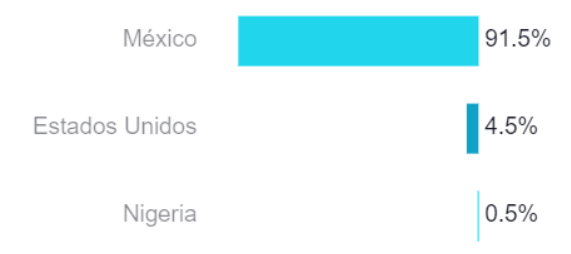 México 91.5%
Estados Unidos 4.5%
Nigeria 0.5%